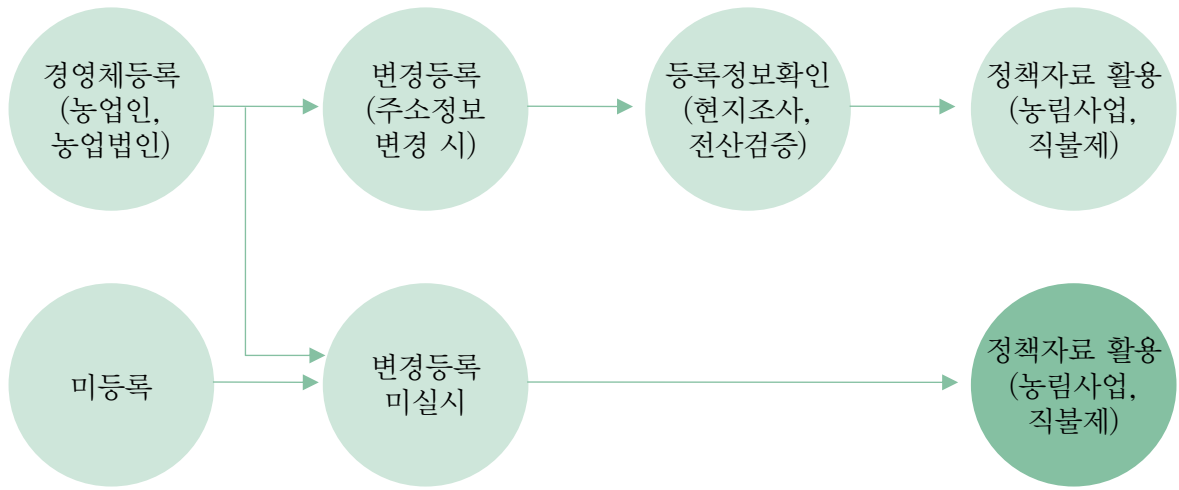 경영체등록
(농업인,
농업법인)
변경등록
(주소정보
변경 시)
등록정보확인
(현지조사,
전산검증)
정책자료 활용
(농림사업,
직불제)
미등록
변경등록
미실시
정책자료 활용
(농림사업,
직불제)